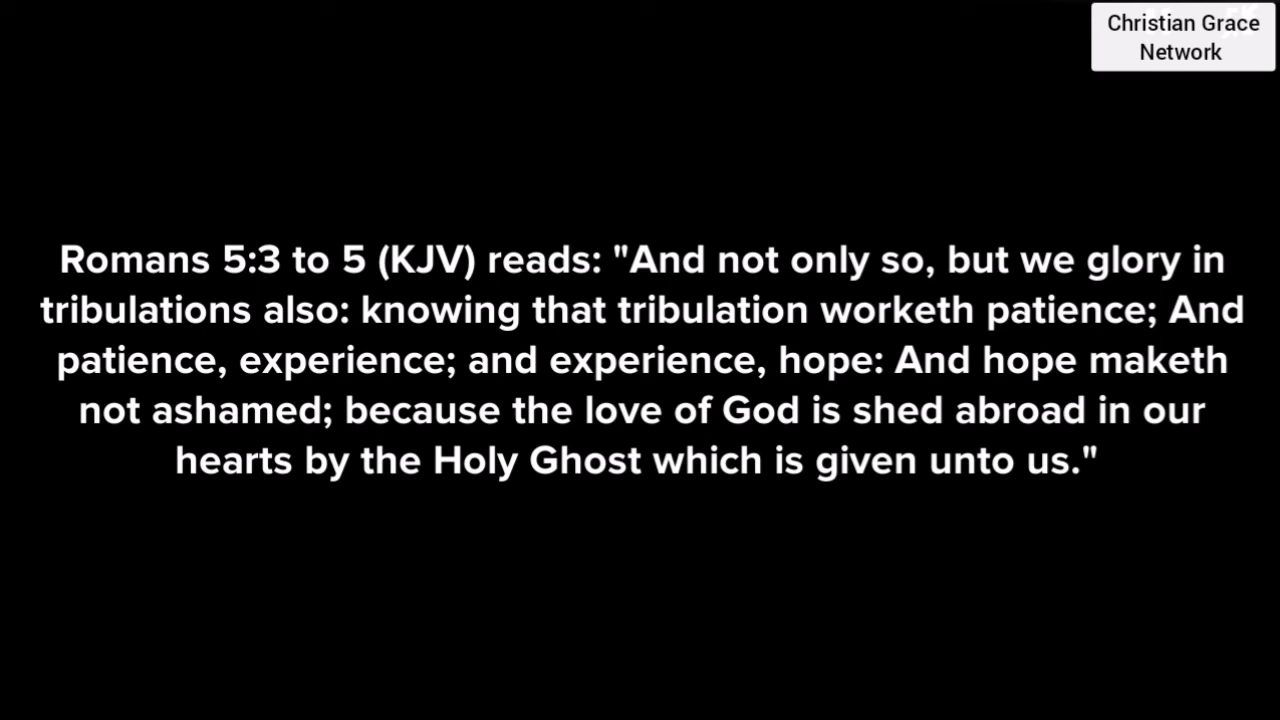 Christian Grace
Network
Romans 5:3 to 5 (KJV) reads: "And not only so, but we glory in
tribulations also: knowing that tribulation worketh patience; And
patience, experience; and experience, hope: And hope maketh
not ashamed; because the love of God is shed abroad in our
hearts by the Holy Ghost which is given unto us."